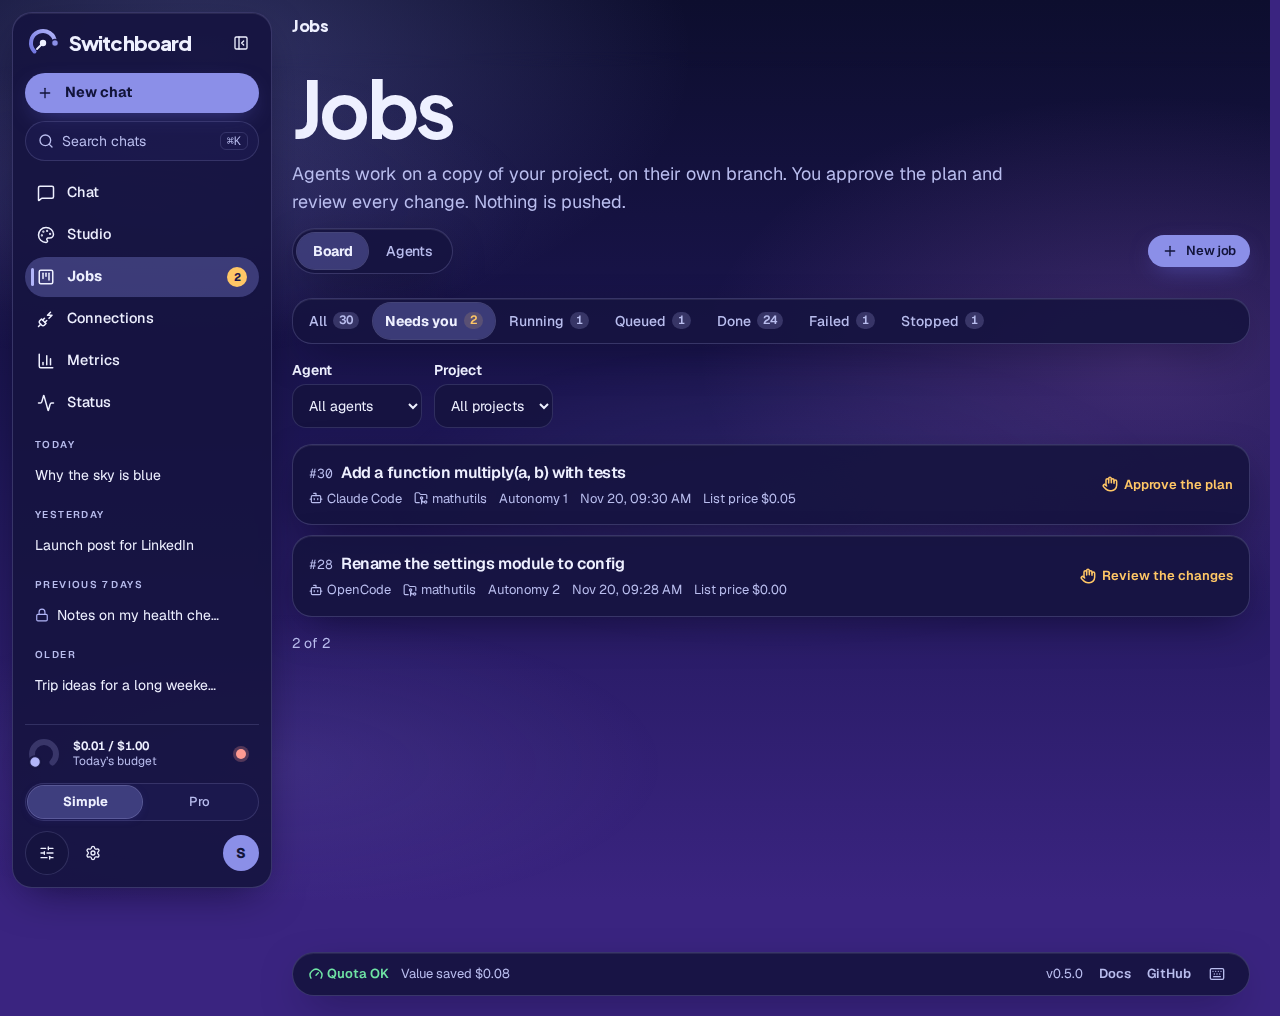 Switchboard
New chat
Search chats ⌘K
Chat
Studio
Jobs 2
Connections
Metrics
Status
TODAY
Why the sky is blue
YESTERDAY
Launch post for LinkedIn
PREVIOUS 7 DAYS
Notes on my health che...
OLDER
Trip ideas for a long weeke...
$0.01 / $1.00
Today's budget
Simple Pro
S
Jobs
Jobs
Agents work on a copy of your project, on their own branch. You approve the plan and
review every change. Nothing is pushed.
Board Agents
New job
All 30 Needs you 2 Running 1 Queued 1 Done 24 Failed 1 Stopped 1
Agent Project
All agents All projects
#30 Add a function multiply(a, b) with tests
Claude Code mathutils Autonomy 1 Nov 20, 09:30 AM List price $0.05
Approve the plan
#28 Rename the settings module to config
OpenCode mathutils Autonomy 2 Nov 20, 09:28 AM List price $0.00
Review the changes
2 of 2
Quota OK Value saved $0.08 v0.5.0 Docs GitHub